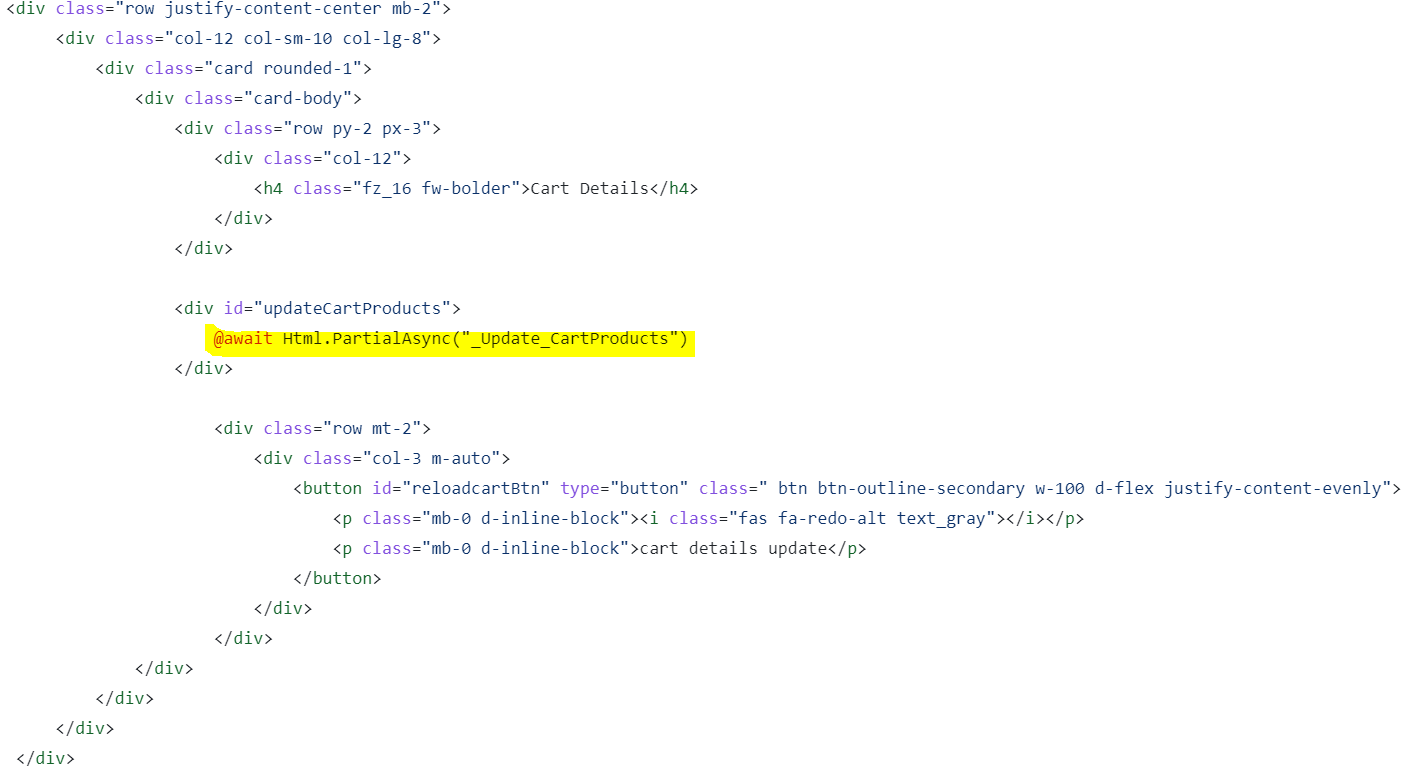 <div class="row justify-content-center mb-2">
<div class="col-12 col-sm-10 col-lg-8">
<div class="card rounded-1">
<div class="card-body">
<div class="row py-2 px-3">
<div class="col-12">
<h4 class="fz_16 fw-bolder">Cart Details</h4>
</div>
</div>
<div id="updateCartProducts">
@await Html.PartialAsync("_Update_CartProducts")
</div>
<div class="row mt-2">
<div class="col-3 m-auto">
<button id="reloadcartBtn" type="button" class=" btn btn-outline-secondary w-100 d-flex justify-content-evenly">
<p class="mb-0 d-inline-block"><i class="fas fa-redo-alt text_gray"></i></p>
<p class="mb-0 d-inline-block">cart details update</p>
</button>
</div>
</div>
</div>
</div>
</div>
</div>